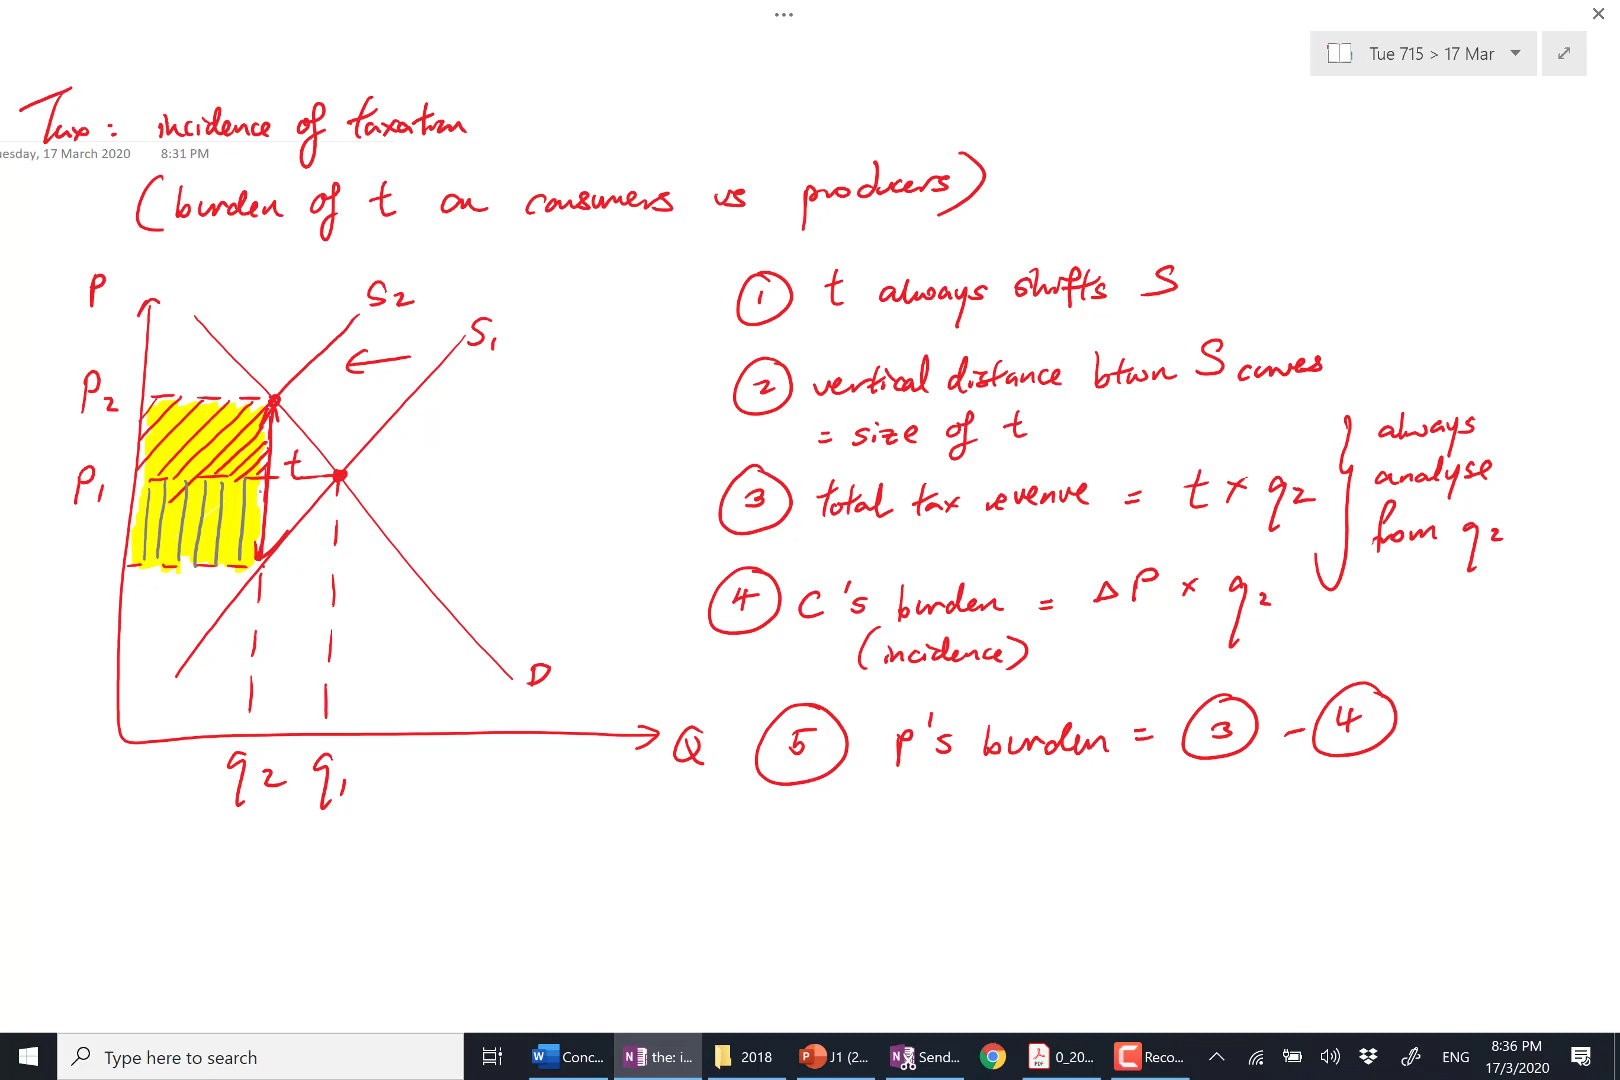 Tue 715 > 17 Mar
Tax : incidence of taxation
uesday, 17 March 2020 8:31 PM
(burden of t on consumers vs producers)
P
S2
S1
P2
t
P1
D
Q
q2 q1
1 t always shifts S
2 vertical distance btwn S curves
= size of t
3 total tax revenue = t x q2
4 C's burden = ΔP x q2
(incidence)
always
analyse
from q2
5 P's burden = 3 - 4
Type here to search
Conc...
the: i...
2018
J1 (2...
Send...
0_20...
Reco...
ENG
8:36 PM
17/3/2020